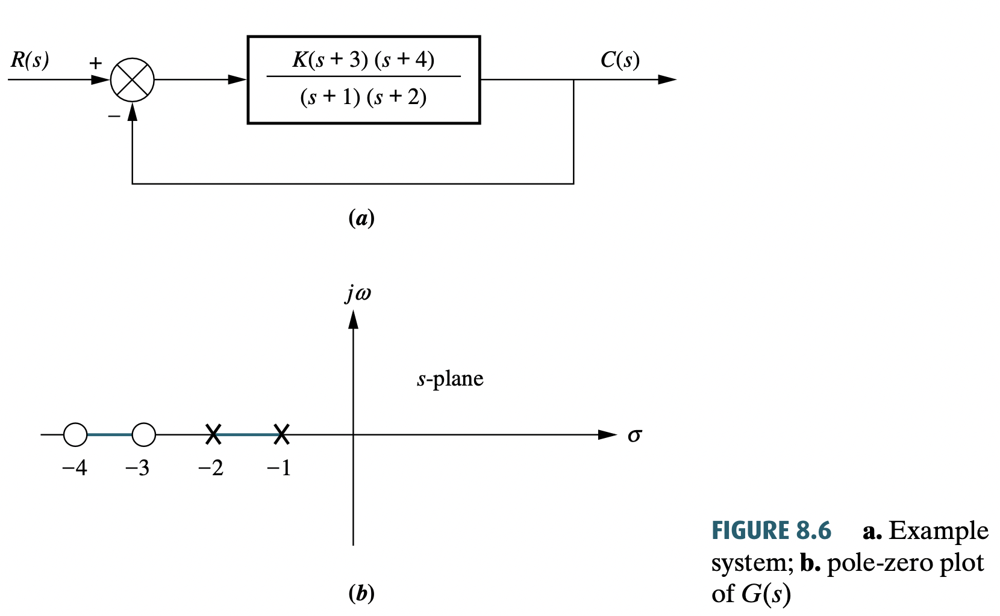 R(s) + K(s + 3) (s + 4) C(s)
(s + 1) (s + 2)
−
(a)
jω
s-plane
σ
−4 −3 −2 −1
(b)
FIGURE 8.6 a. Example
system; b. pole-zero plot
of G(s)